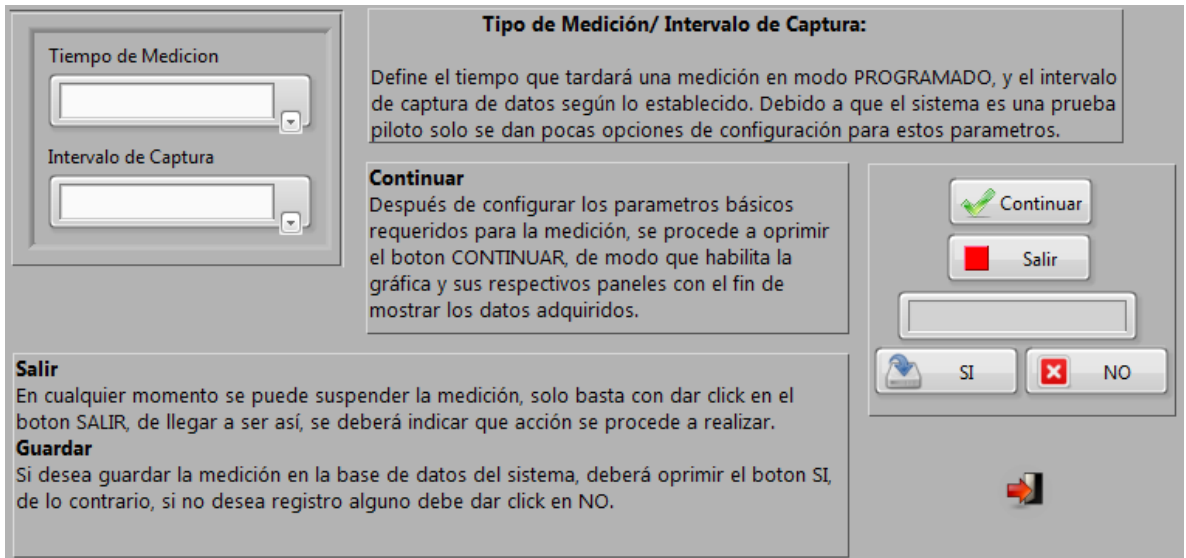 Tiempo de Medicion
Intervalo de Captura
Tipo de Medición/ Intervalo de Captura:
Define el tiempo que tardará una medición en modo PROGRAMADO, y el intervalo
de captura de datos según lo establecido. Debido a que el sistema es una prueba
piloto solo se dan pocas opciones de configuración para estos parametros.
Continuar
Después de configurar los parametros básicos
requeridos para la medición, se procede a oprimir
el boton CONTINUAR, de modo que habilita la
gráfica y sus respectivos paneles con el fin de
mostrar los datos adquiridos.
Continuar
Salir
SI
NO
Salir
En cualquier momento se puede suspender la medición, solo basta con dar click en el
boton SALIR, de llegar a ser así, se deberá indicar que acción se procede a realizar.
Guardar
Si desea guardar la medición en la base de datos del sistema, deberá oprimir el boton SI,
de lo contrario, si no desea registro alguno debe dar click en NO.